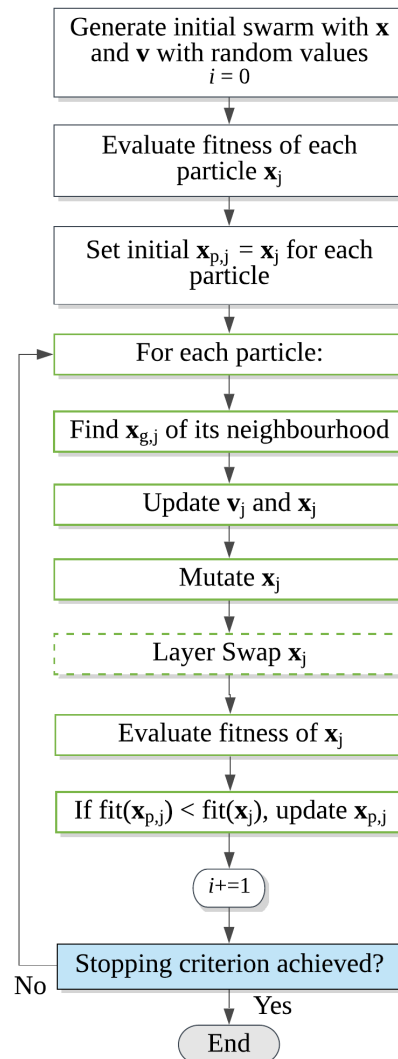 Generate initial swarm with x
and v with random values
i = 0
Evaluate fitness of each
particle xj
Set initial xp,j = xj for each
particle
For each particle:
Find xg,j of its neighbourhood
Update vj and xj
Mutate xj
Layer Swap xj
Evaluate fitness of xj
If fit(xp,j) < fit(xj), update xp,j
i+=1
Stopping criterion achieved?
No
Yes
End